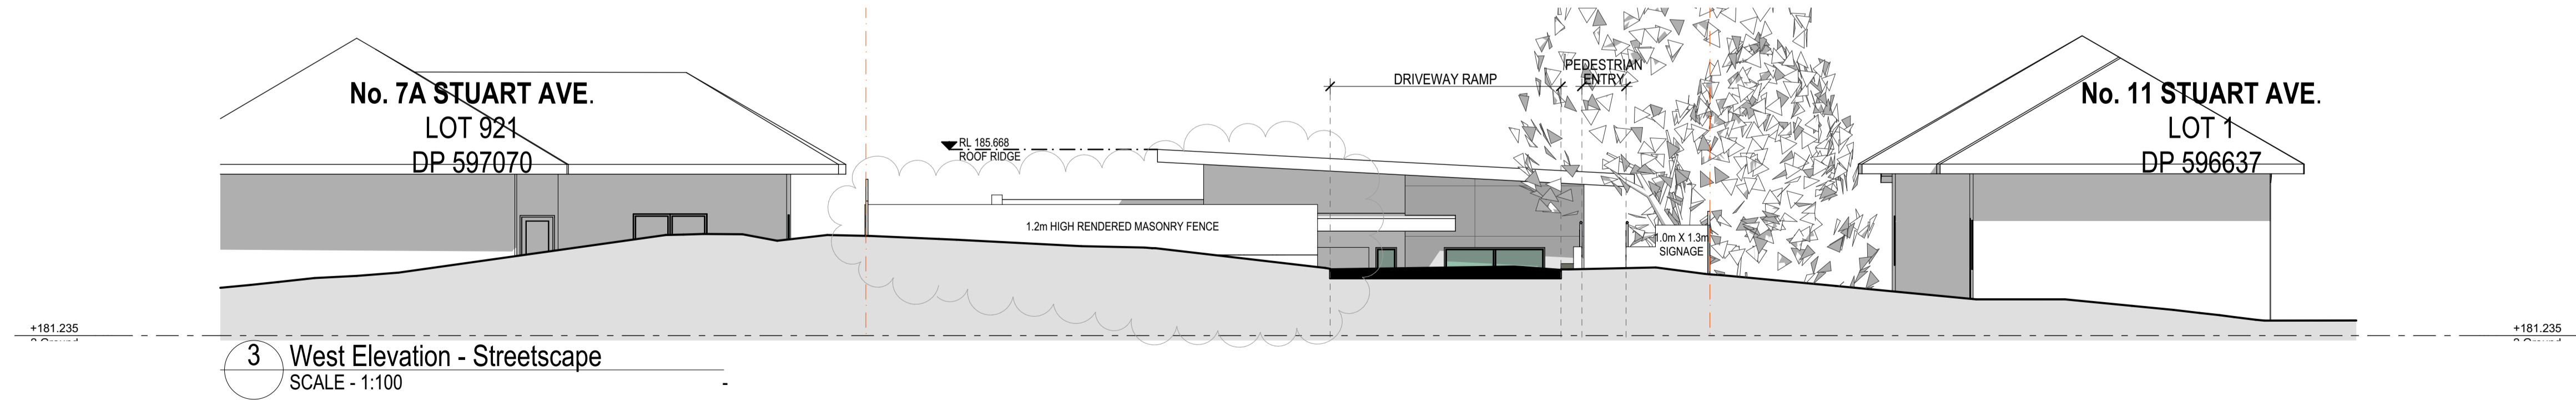 No. 7A STUART AVE.
LOT 921
DP 597070
RL 185.668
ROOF RIDGE
1.2m HIGH RENDERED MASONRY FENCE
DRIVEWAY RAMP
PEDESTRIAN
ENTRY
1.0m X 1.3m
SIGNAGE
No. 11 STUART AVE.
LOT 1
DP 596637
+181.235
+181.235
3 West Elevation - Streetscape
SCALE - 1:100
-